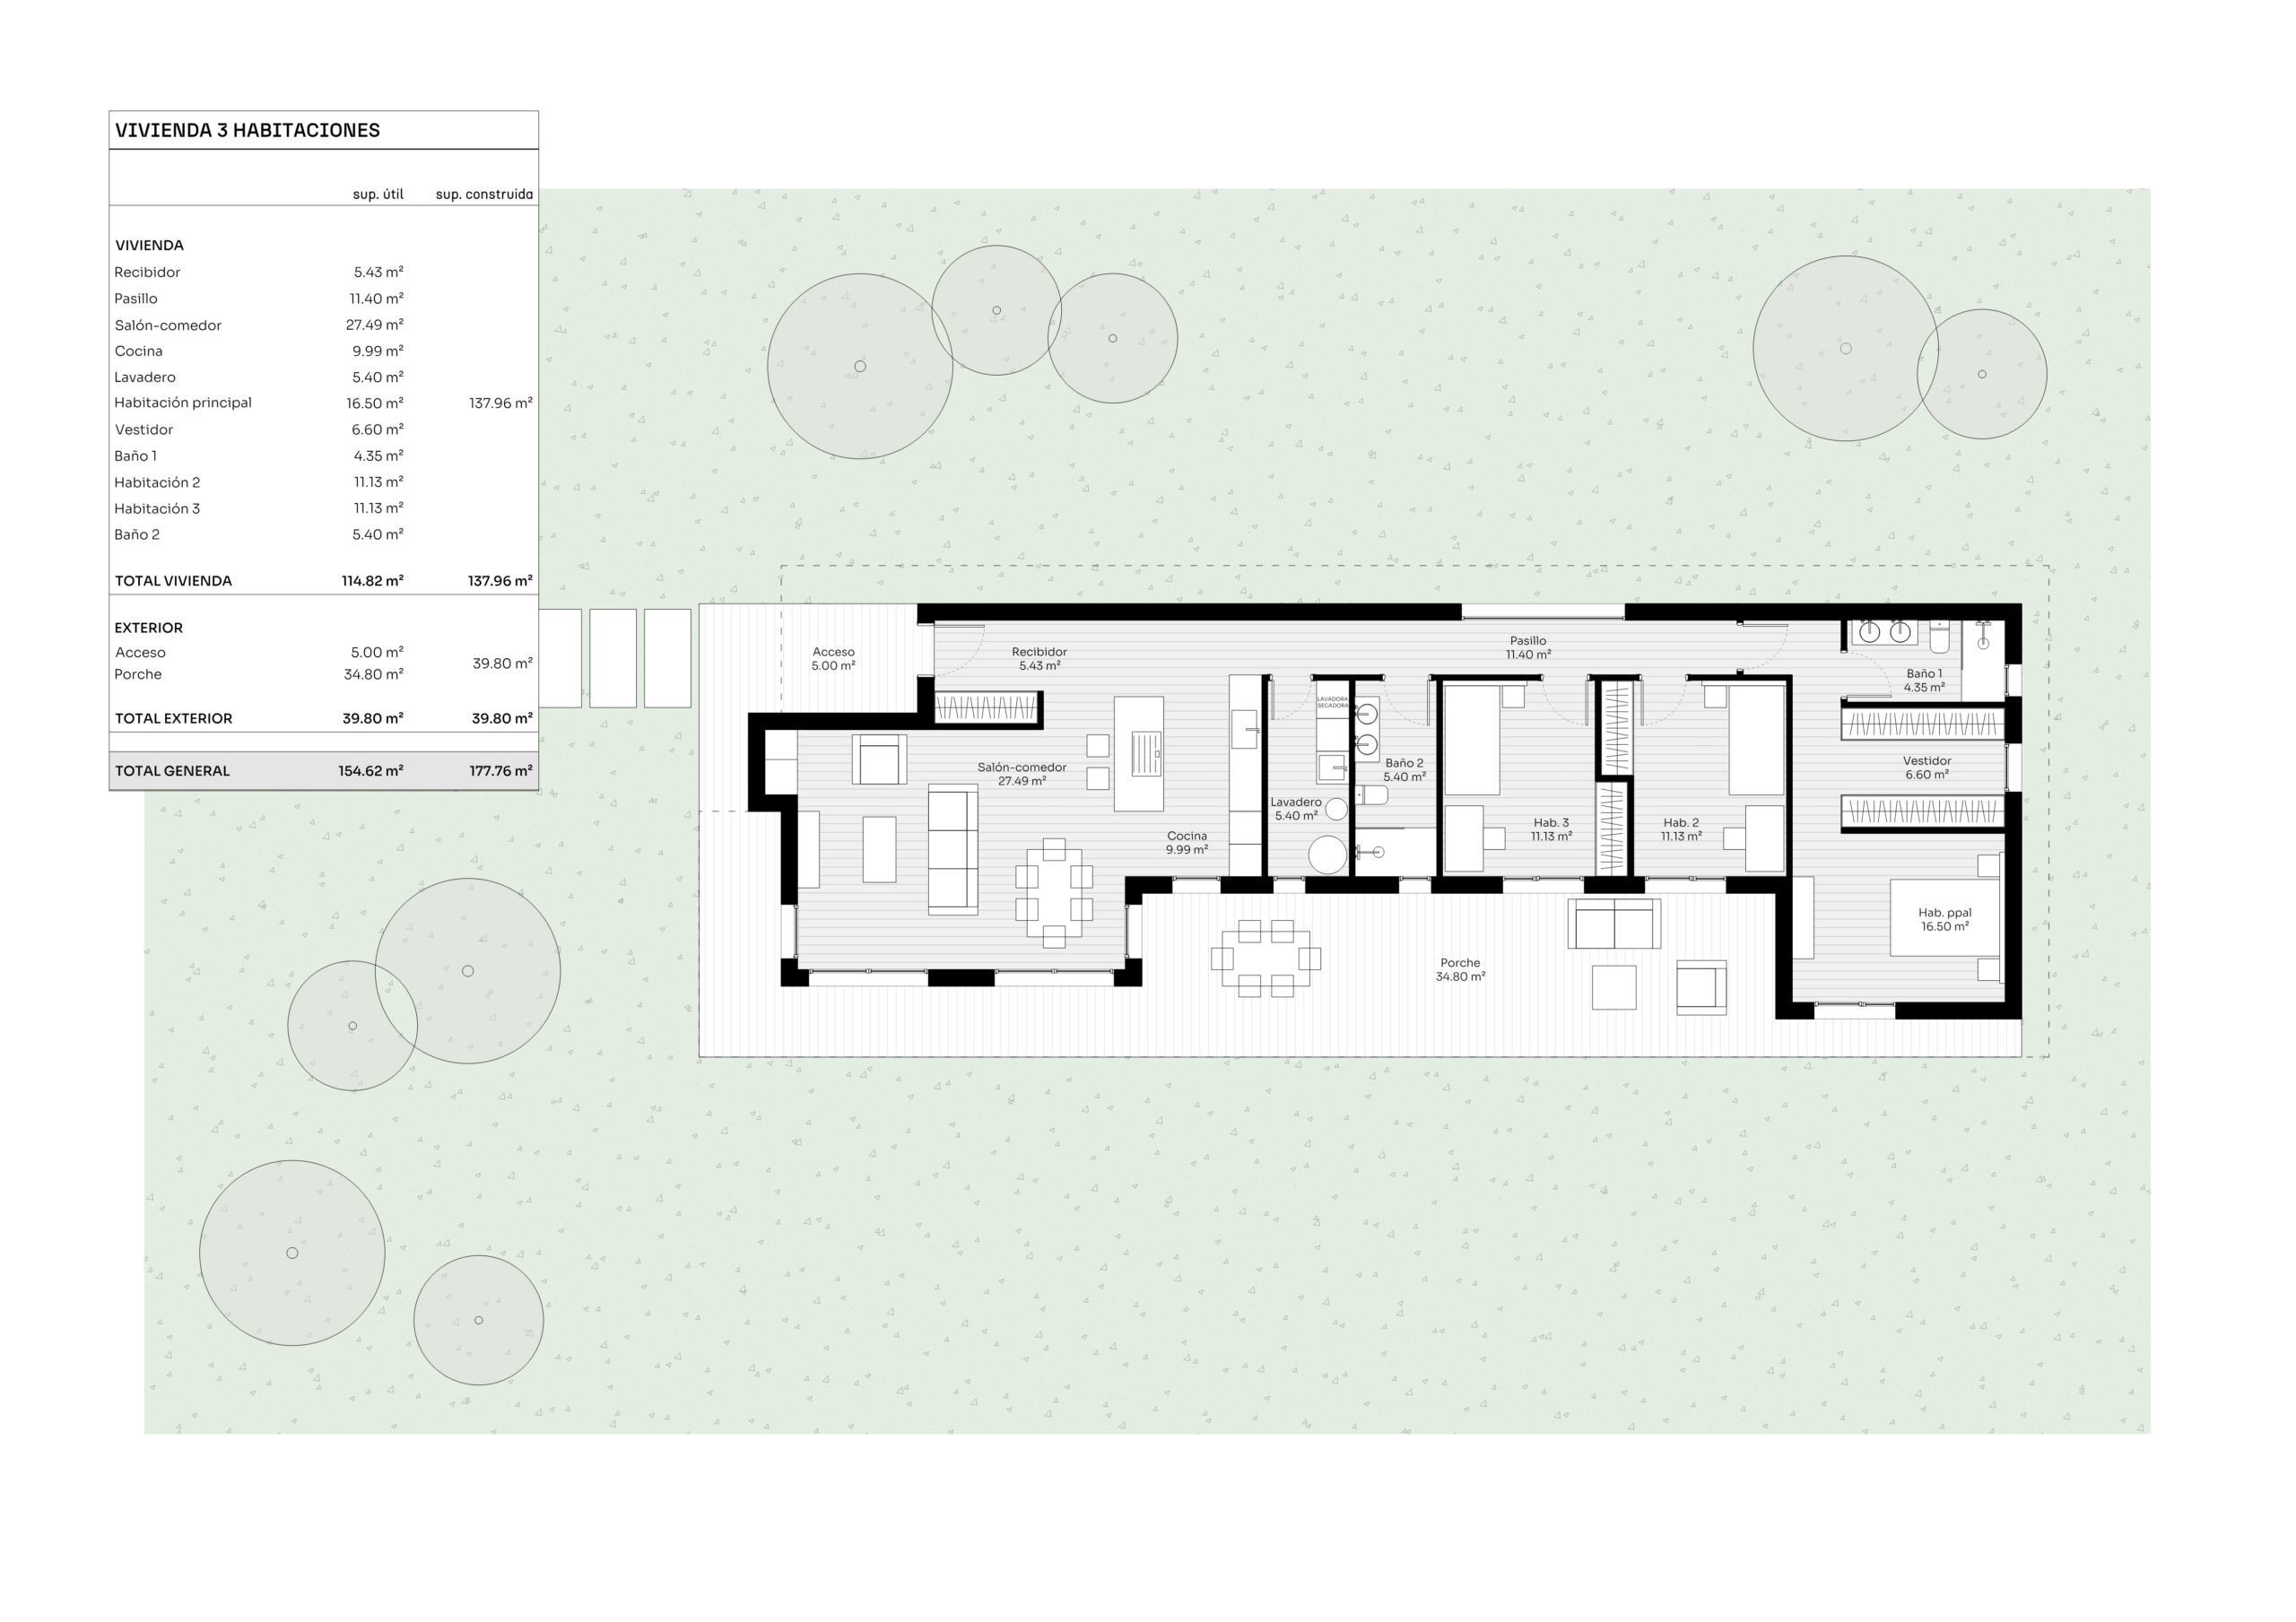 VIVIENDA 3 HABITACIONES
sup. útil sup. construida
VIVIENDA
Recibidor 5.43 m²
Pasillo 11.40 m²
Salón-comedor 27.49 m²
Cocina 9.99 m²
Lavadero 5.40 m²
Habitación principal 16.50 m² 137.96 m²
Vestidor 6.60 m²
Baño 1 4.35 m²
Habitación 2 11.13 m²
Habitación 3 11.13 m²
Baño 2 5.40 m²
TOTAL VIVIENDA 114.82 m² 137.96 m²
EXTERIOR
Acceso 5.00 m²
39.80 m²
Porche 34.80 m²
TOTAL EXTERIOR 39.80 m² 39.80 m²
TOTAL GENERAL 154.62 m² 177.76 m²
Acceso
5.00 m²
Recibidor
5.43 m²
Pasillo
11.40 m²
Baño 1
4.35 m²
LAVADORA
SECADORA
Salón-comedor
27.49 m²
Baño 2
5.40 m²
Vestidor
6.60 m²
Lavadero
5.40 m²
Cocina
9.99 m²
Hab. 3
11.13 m²
Hab. 2
11.13 m²
Hab. ppal
16.50 m²
Porche
34.80 m²